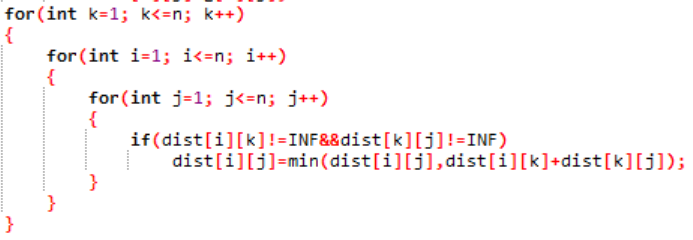 for(int k=1; k<=n; k++)
{
for(int i=1; i<=n; i++)
{
for(int j=1; j<=n; j++)
{
if(dist[i][k]!=INF&&dist[k][j]!=INF)
dist[i][j]=min(dist[i][j],dist[i][k]+dist[k][j]);
}
}
}